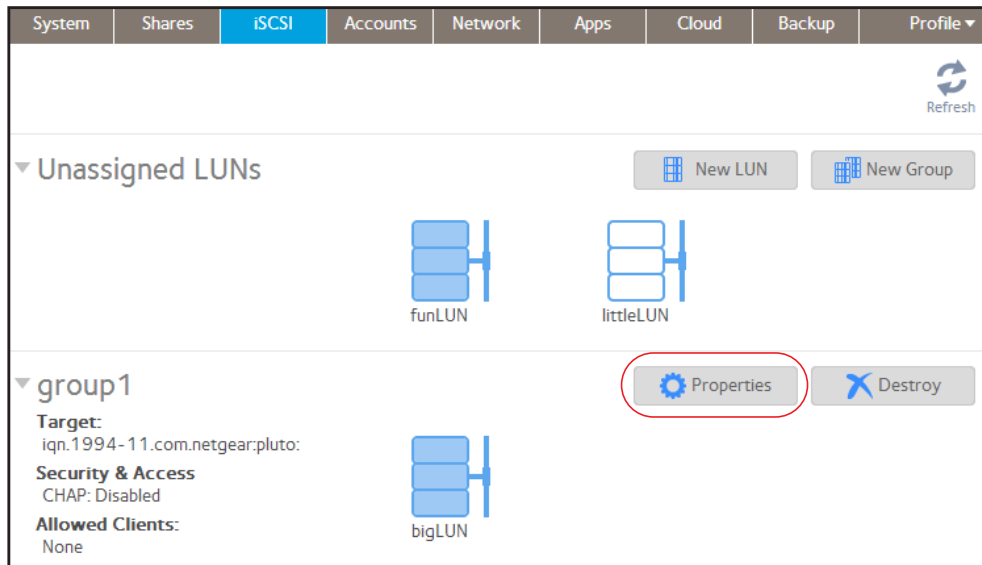 System Shares iSCSI Accounts Network Apps Cloud Backup Profile
Refresh
Unassigned LUNs
New LUN
New Group
funLUN
littleLUN
group1
Properties
Destroy
Target:
iqn.1994-11.com.netgear:pluto:
Security & Access
CHAP: Disabled
Allowed Clients:
None
bigLUN